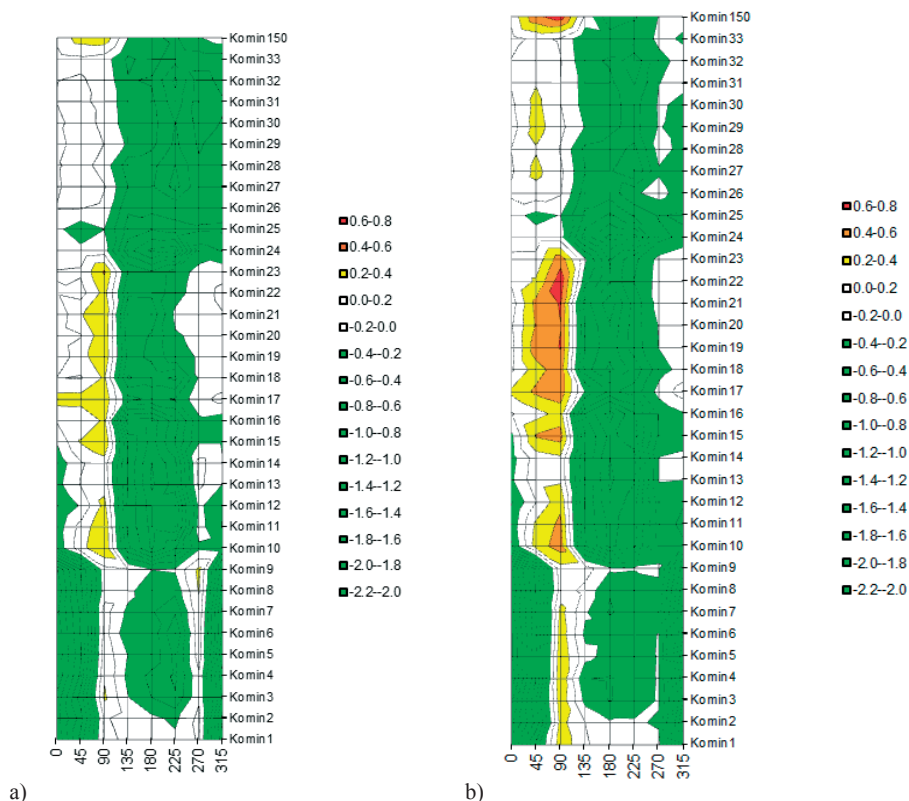 Komin 150
Komin33
Komin32
Komin31
Komin30
Komin29
Komin28
Komin27
Komin26
Komin25
Komin24
Komin23
Komin22
Komin21
Komin20
Komin19
Komin18
Komin17
Komin16
Komin15
Komin14
Komin13
Komin12
Komin11
Komin10
Komin9
Komin8
Komin7
Komin6
Komin5
Komin4
Komin3
Komin2
Komin1
0 45 90 135 180 225 270 315
0.6-0.8
0.4-0.6
0.2-0.4
0.0-0.2
-0.2-0.0
-0.4--0.2
-0.6--0.4
-0.8--0.6
-1.0--0.8
-1.2--1.0
-1.4--1.2
-1.6--1.4
-1.8--1.6
-2.0--1.8
-2.2--2.0
a)
Komin 150
Komin33
Komin32
Komin31
Komin30
Komin29
Komin28
Komin27
Komin26
Komin25
Komin24
Komin23
Komin22
Komin21
Komin20
Komin19
Komin18
Komin17
Komin16
Komin15
Komin14
Komin13
Komin12
Komin11
Komin10
Komin9
Komin8
Komin7
Komin6
Komin5
Komin4
Komin3
Komin2
Komin1
0 45 90 135 180 225 270 315
0.6-0.8
0.4-0.6
0.2-0.4
0.0-0.2
-0.2-0.0
-0.4--0.2
-0.6--0.4
-0.8--0.6
-1.0--0.8
-1.2--1.0
-1.4--1.2
-1.6--1.4
-1.8--1.6
-2.0--1.8
-2.2--2.0
b)